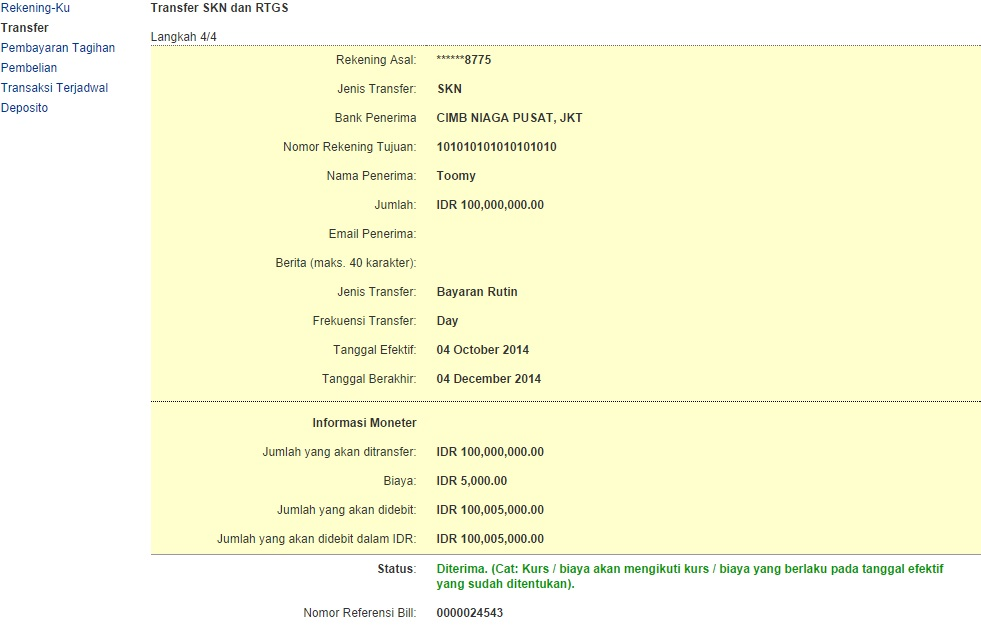 Rekening-Ku
Transfer
Pembayaran Tagihan
Pembelian
Transaksi Terjadwal
Deposito
Transfer SKN dan RTGS
Langkah 4/4
Rekening Asal: ******8775
Jenis Transfer: SKN
Bank Penerima CIMB NIAGA PUSAT, JKT
Nomor Rekening Tujuan: 101010101010101010
Nama Penerima: Toomy
Jumlah: IDR 100,000,000.00
Email Penerima:
Berita (maks. 40 karakter):
Jenis Transfer: Bayaran Rutin
Frekuensi Transfer: Day
Tanggal Efektif: 04 October 2014
Tanggal Berakhir: 04 December 2014
Informasi Moneter
Jumlah yang akan ditransfer: IDR 100,000,000.00
Biaya: IDR 5,000.00
Jumlah yang akan didebit: IDR 100,005,000.00
Jumlah yang akan didebit dalam IDR: IDR 100,005,000.00
Status: Diterima. (Cat: Kurs / biaya akan mengikuti kurs / biaya yang berlaku pada tanggal efektif
yang sudah ditentukan).
Nomor Referensi Bill: 0000024543